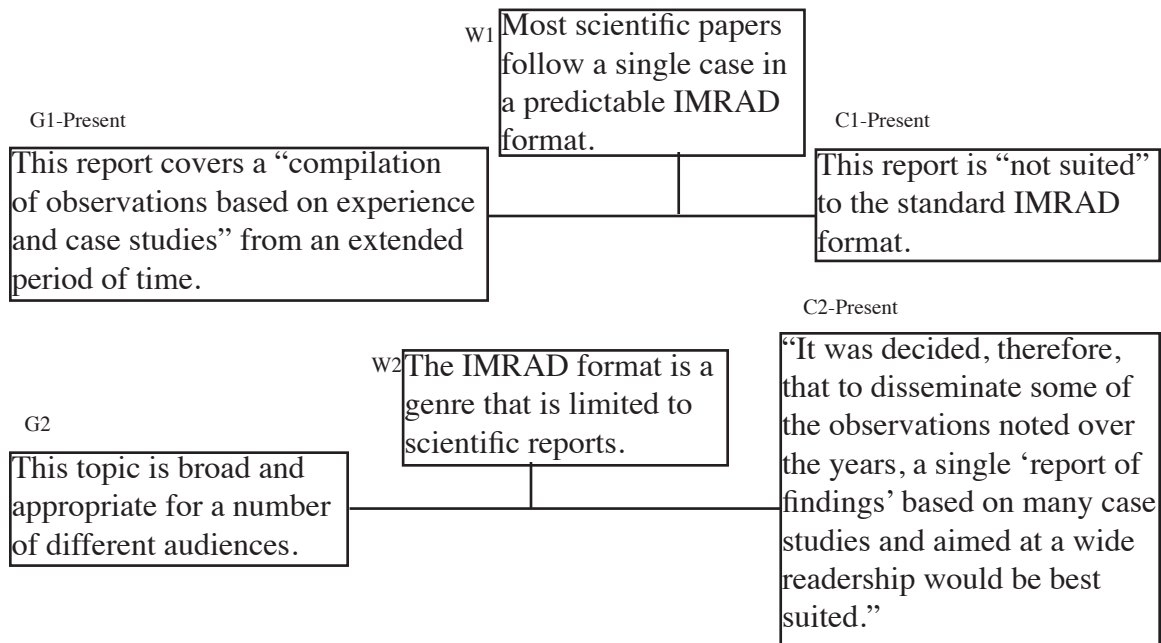 W1
Most scientific papers
follow a single case in
a predictable IMRAD
format.
G1-Present
This report covers a “compilation
of observations based on experience
and case studies” from an extended
period of time.
C1-Present
This report is “not suited”
to the standard IMRAD
format.
W2
The IMRAD format is a
genre that is limited to
scientific reports.
G2
This topic is broad and
appropriate for a number
of different audiences.
C2-Present
“It was decided, therefore,
that to disseminate some of
the observations noted over
the years, a single ‘report of
findings’ based on many case
studies and aimed at a wide
readership would be best
suited.”